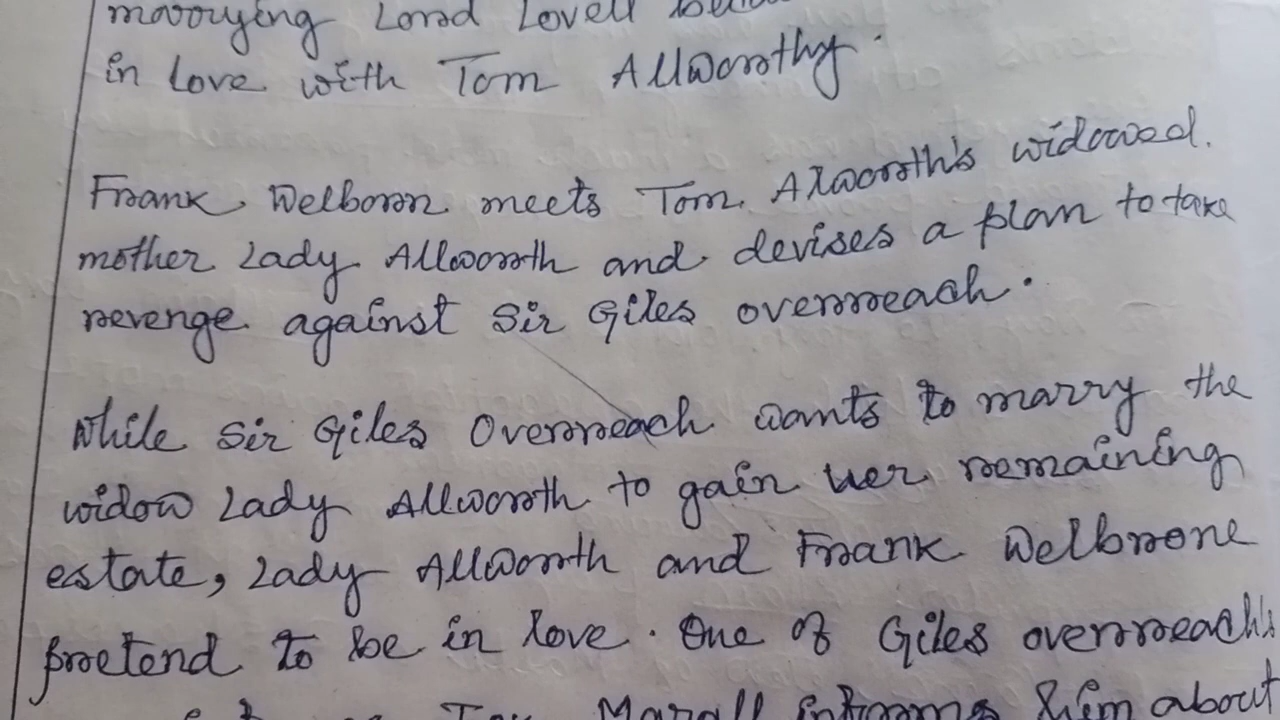 marrying Lord Lovell
in love with Tom Allworthy.
Frank Welborn meets Tom Alworth's widowed.
mother Lady Allworth and devises a plan to take
revenge against Sir Giles overreach.
While Sir Giles Overreach wants to marry the
widow Lady Allworth to gain her remaining
estate, Lady Allworth and Frank Welbrone
pretend to be in love. One of Giles overreach's
Marall informs him about